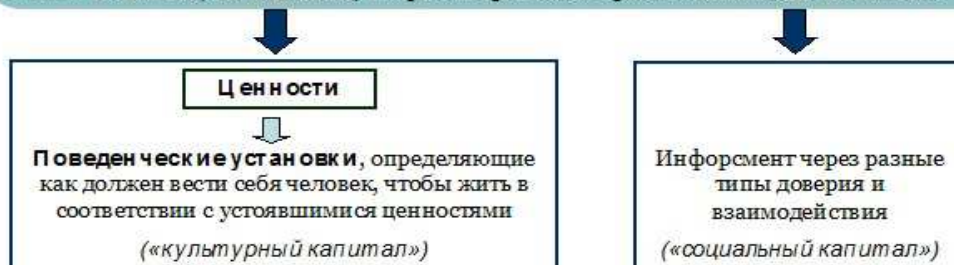 Ценности
Поведенческие установки, определяющие
как должен вести себя человек, чтобы жить в
соответствии с устоявшимися ценностями
(«культурный капитал»)
Инфорсмент через разные
типы доверия и
взаимодействия
(«социальный капитал»)